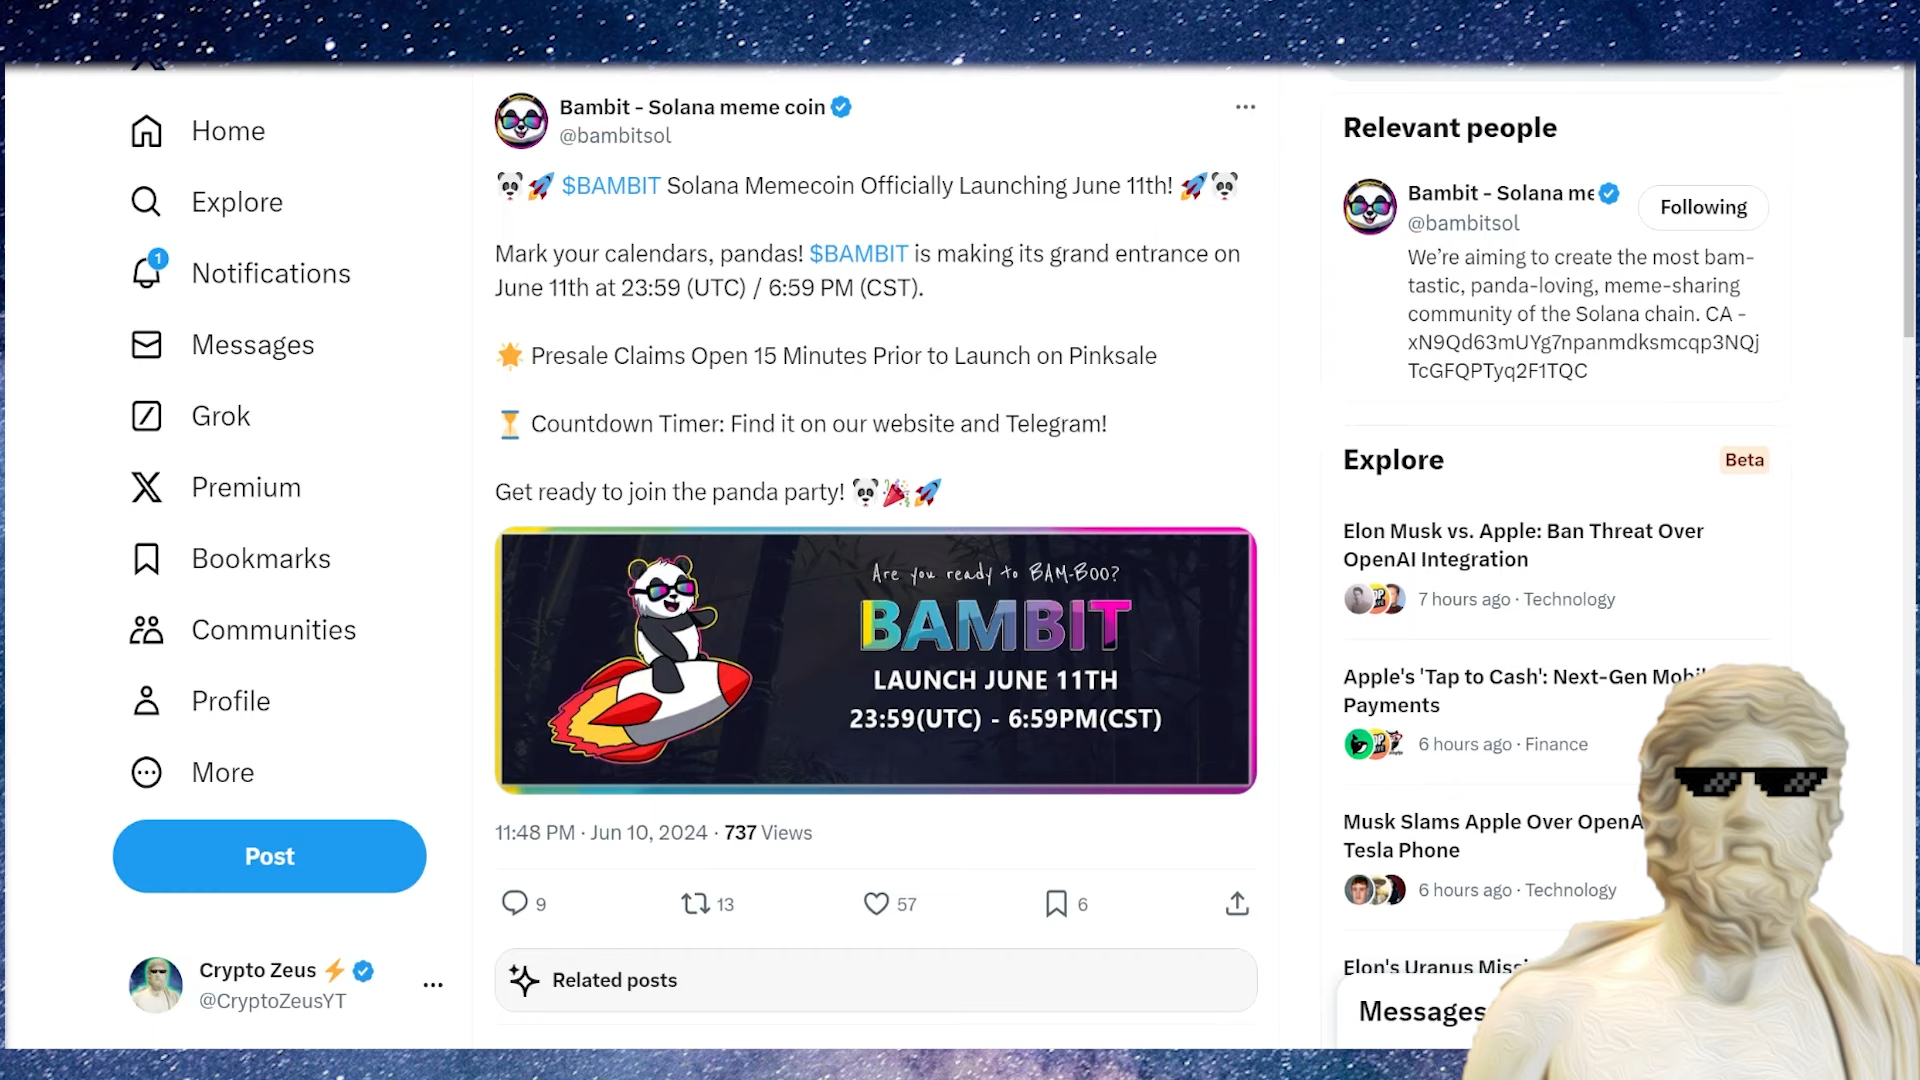 Home
Explore
1
Notifications
Messages
Grok
Premium
Bookmarks
Communities
Profile
More
Post
Crypto Zeus
@CryptoZeusYT
Bambit - Solana meme coin
@bambitsol
$BAMBIT Solana Memecoin Officially Launching June 11th!
Mark your calendars, pandas! $BAMBIT is making its grand entrance on
June 11th at 23:59 (UTC) / 6:59 PM (CST).
Presale Claims Open 15 Minutes Prior to Launch on Pinksale
Countdown Timer: Find it on our website and Telegram!
Get ready to join the panda party!
Are you ready to BAM-BOO?
BAMBIT
LAUNCH JUNE 11TH
23:59(UTC) - 6:59PM(CST)
11:48 PM · Jun 10, 2024 · 737 Views
9
13
57
6
Related posts
Relevant people
Bambit - Solana me
@bambitsol
Following
We’re aiming to create the most bam-
tastic, panda-loving, meme-sharing
community of the Solana chain. CA -
xN9Qd63mUYg7npanmdksmcqp3NQj
TcGFQPTyq2F1TQC
Explore
Beta
Elon Musk vs. Apple: Ban Threat Over
OpenAI Integration
7 hours ago · Technology
Apple's 'Tap to Cash': Next-Gen Mobil
Payments
6 hours ago · Finance
Musk Slams Apple Over OpenA
Tesla Phone
6 hours ago · Technology
Elon's Uranus Missi
Messages